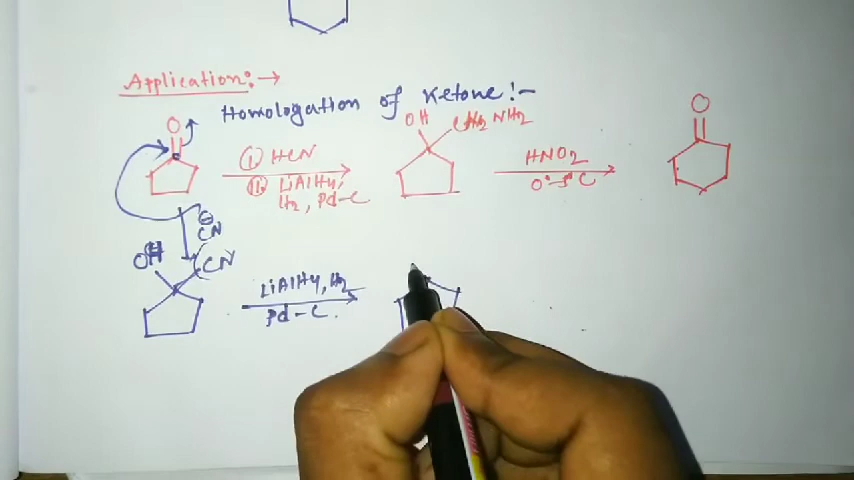 Application:→
Homologation of Ketone:-
O
OH CH2 NH2
O
I HCN
II LiAlH4,
H2, Pd-C
HNO2
0°-5°C
⊖
CN
OH CN
LiAlH4, H2
Pd-C.